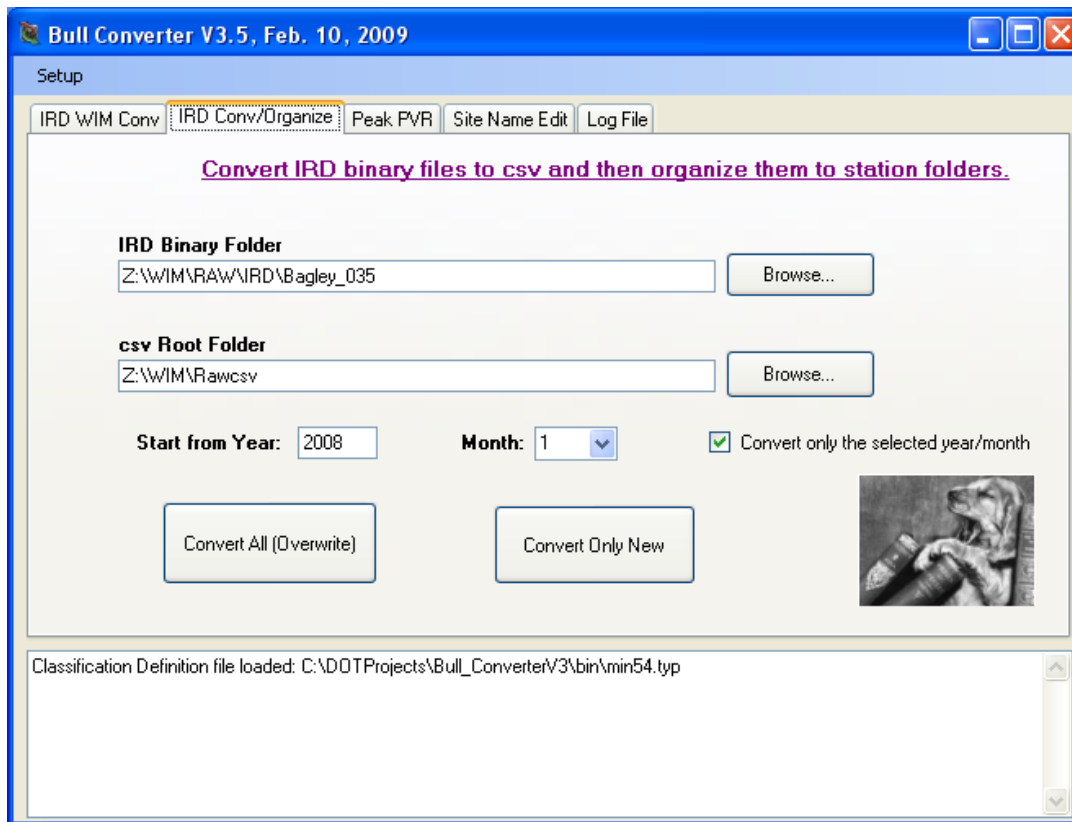 Bull Converter V3.5, Feb. 10, 2009
Setup
IRD WIM Conv IRD Conv/Organize Peak PVR Site Name Edit Log File
Convert IRD binary files to csv and then organize them to station folders.
IRD Binary Folder
Z:\WIM\RAW\IRD\Bagley_035 Browse...
csv Root Folder
Z:\WIM\Rawcsv Browse...
Start from Year: 2008 Month: 1 Convert only the selected year/month
Convert All (Overwrite) Convert Only New
Classification Definition file loaded: C:\DOTProjects\Bull_ConverterV3\bin\min54.typ